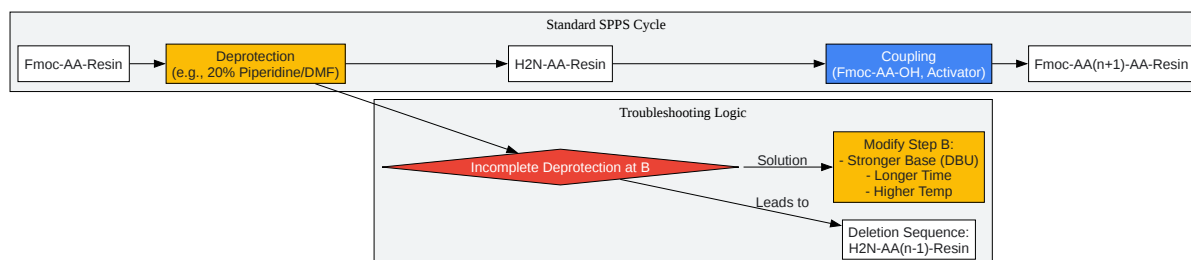 Standard SPPS Cycle
Fmoc-AA-Resin
Deprotection
(e.g., 20% Piperidine/DMF)
H2N-AA-Resin
Coupling
(Fmoc-AA-OH, Activator)
Fmoc-AA(n+1)-AA-Resin
Troubleshooting Logic
Incomplete Deprotection at B
Solution
Modify Step B:
- Stronger Base (DBU)
- Longer Time
- Higher Temp
Leads to
Deletion Sequence:
H2N-AA(n-1)-Resin